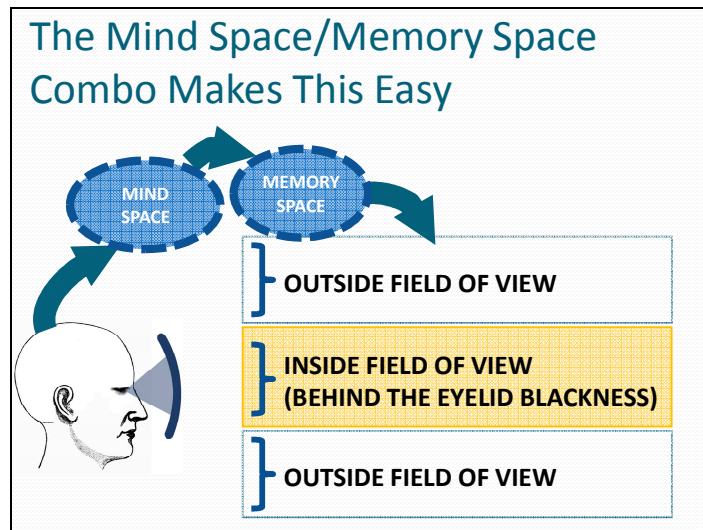 The Mind Space/Memory Space
Combo Makes This Easy
MIND
SPACE
MEMORY
SPACE
OUTSIDE FIELD OF VIEW
INSIDE FIELD OF VIEW
(BEHIND THE EYELID BLACKNESS)
OUTSIDE FIELD OF VIEW